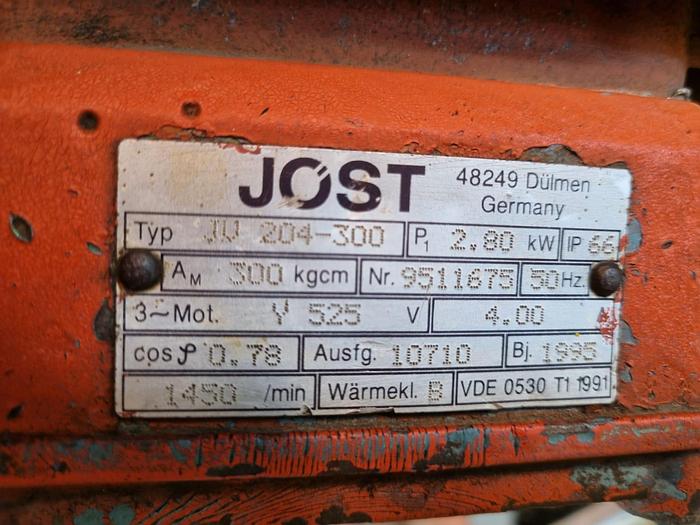 JÖST
48249 Dülmen
Germany
Typ JV 204-300 P1 2.80 kW IP 66
AM 300 kgcm Nr. 9511675 50 Hz.
3~Mot. Y 525 V 4.00
cos φ 0.78 Ausfg. 10710 Bj. 1995
1450 /min Wärmekl. B VDE 0530 T1 1991